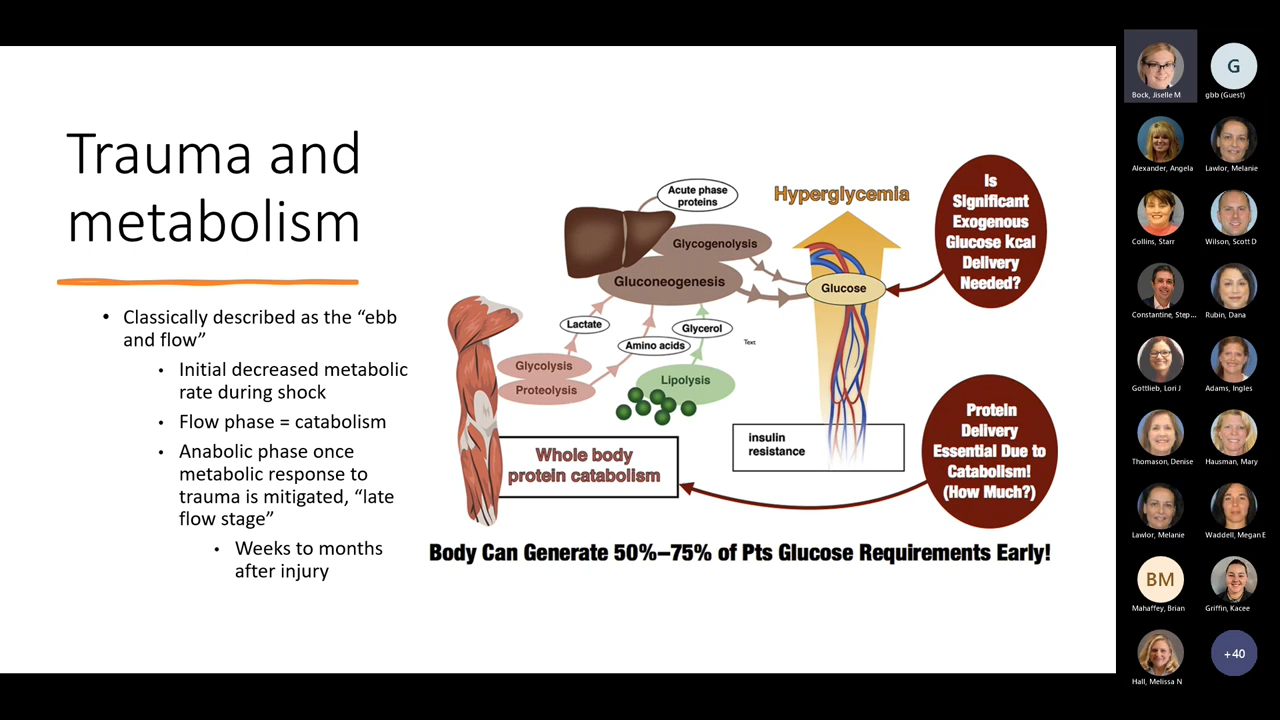 Trauma and
metabolism
• Classically described as the “ebb
and flow”
• Initial decreased metabolic
rate during shock
• Flow phase = catabolism
• Anabolic phase once
metabolic response to
trauma is mitigated, “late
flow stage”
• Weeks to months
after injury
Acute phase
proteins
Glycogenolysis
Gluconeogenesis
Lactate
Glycerol
Amino acids
Glycolysis
Proteolysis
Lipolysis
Text
Hyperglycemia
Glucose
Is
Significant
Exogenous
Glucose kcal
Delivery
Needed?
insulin
resistance
Whole body
protein catabolism
Protein
Delivery
Essential Due to
Catabolism!
(How Much?)
Body Can Generate 50%–75% of Pts Glucose Requirements Early!
Bock, Jiselle M
G
gbb (Guest)
Alexander, Angela
Lawlor, Melanie
Collins, Starr
Wilson, Scott D
Constantine, Step...
Rubin, Dana
Gottlieb, Lori J
Adams, Ingles
Thomason, Denise
Hausman, Mary
Lawlor, Melanie
Waddell, Megan E
BM
Mahaffey, Brian
Griffin, Kacee
Hall, Melissa N
+40